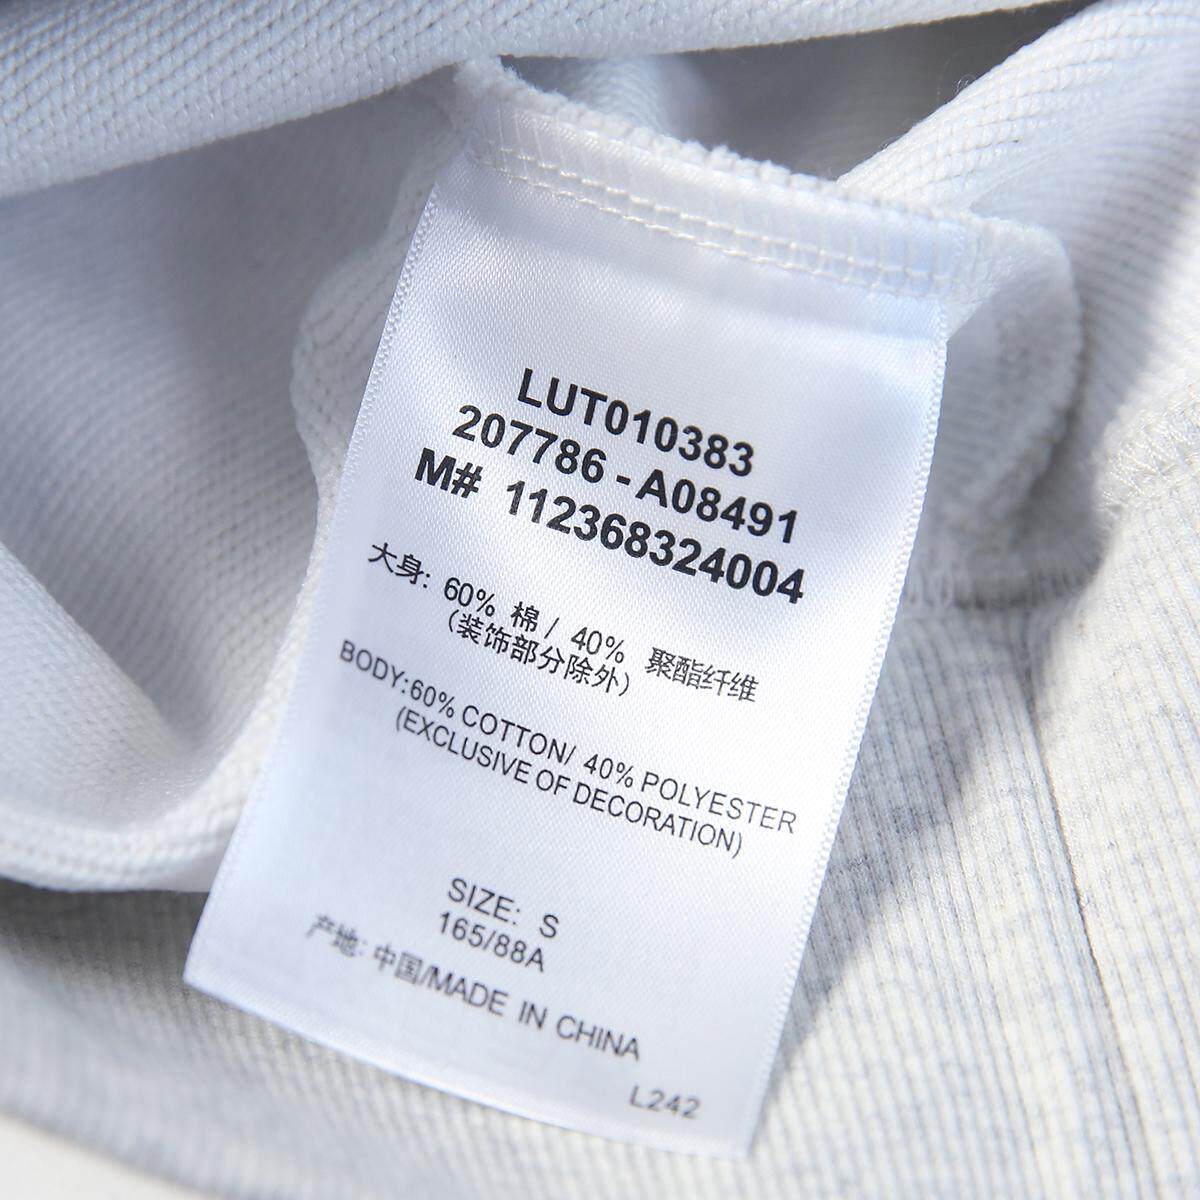 LUT010383
207786-A08491
M# 112368324004
大身: 60% 棉 / 40% 聚酯纤维
(装饰部分除外)
BODY:60% COTTON/ 40% POLYESTER
(EXCLUSIVE OF DECORATION)
SIZE: S
165/88A
产地: 中国/MADE IN CHINA
L242